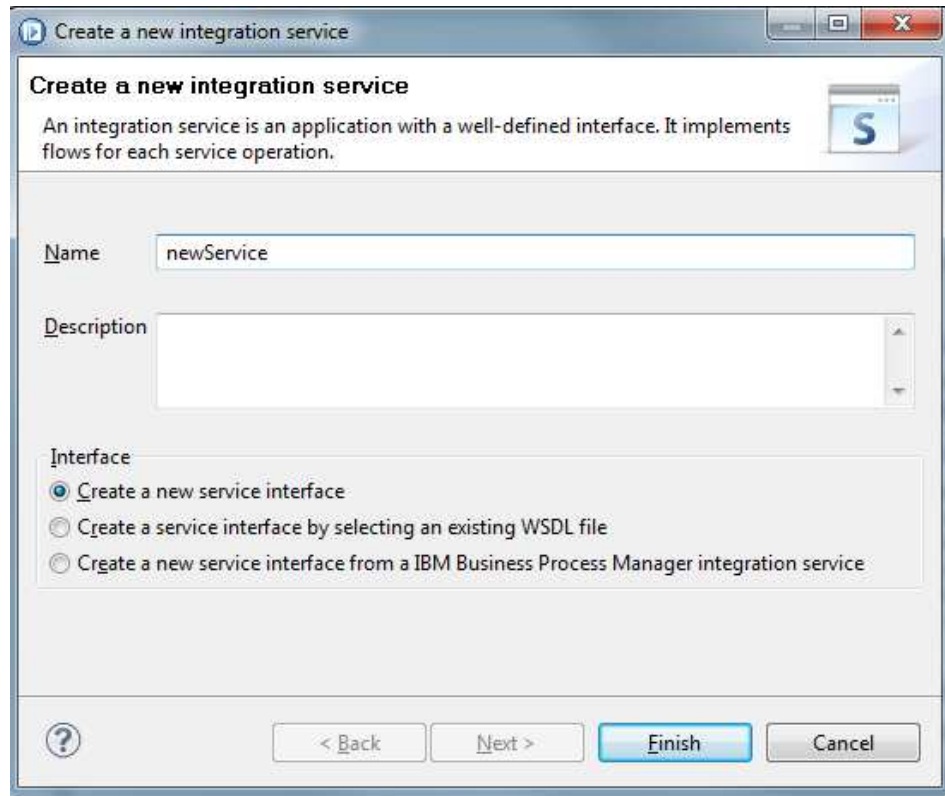 Create a new integration service
Create a new integration service
An integration service is an application with a well-defined interface. It implements
flows for each service operation.
S
Name
newService
Description
Interface
Create a new service interface
Create a service interface by selecting an existing WSDL file
Create a new service interface from a IBM Business Process Manager integration service
?
< Back
Next >
Finish
Cancel